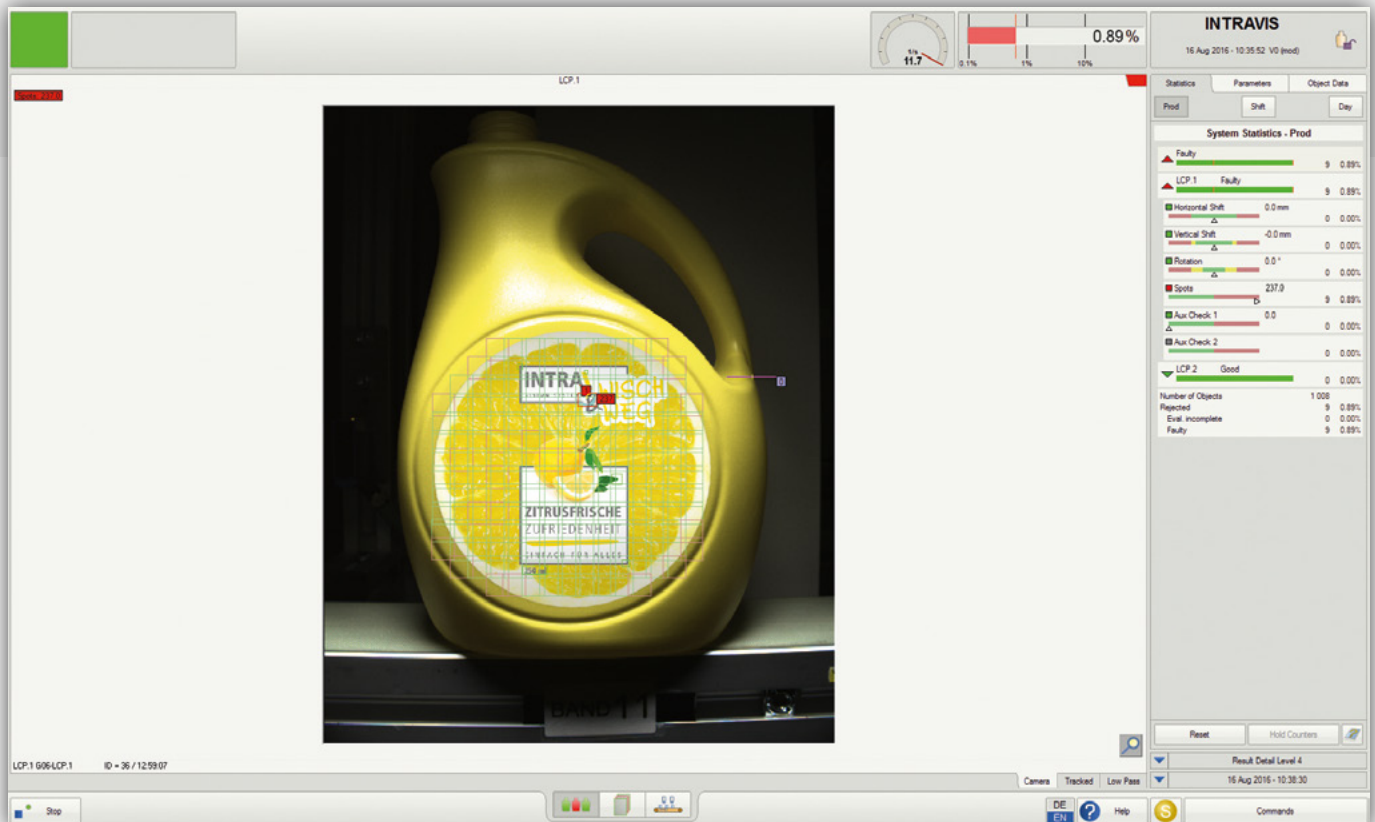 INTRAVIS
16 Aug 2016 - 10:35:52 V0 (mod)
1/s
11.7
0.89%
0.1%
1%
10%
LCP.1
Spots 237.0
Statistics
Parameters
Object Data
Prod
Shift
Day
System Statistics - Prod
Faulty
9 0.89%
LCP.1 Faulty
9 0.89%
Horizontal Shift 0.0 mm
0 0.00%
Vertical Shift -0.0 mm
0 0.00%
Rotation 0.0 °
0 0.00%
Spots 237.0
9 0.89%
Aux Check 1 0.0
0 0.00%
Aux Check 2
0 0.00%
LCP.2 Good
0 0.00%
Number of Objects 1 008
Rejected 9 0.89%
Eval. incomplete 0 0.00%
Faulty 9 0.89%
INTRA
WISCH
WEG
237
0
ZITRUSFRISCHE
ZUFRIEDENHEIT
EINFACH FÜR ALLES
BAND 11
Reset
Hold Counters
Result Detail Level 4
16 Aug 2016 - 10:38:30
LCP.1 G06-LCP.1 ID = 36 / 12:59:07
Camera
Tracked
Low Pass
Stop
DE
EN
Help
S
Commands